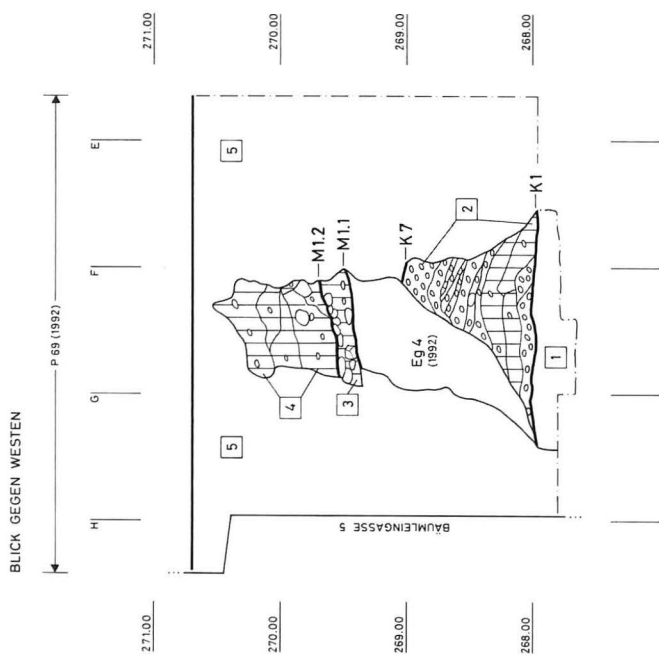 BLICK GEGEN WESTEN
P 69 (1992)
H
G
F
E
271.00
271.00
270.00
270.00
269.00
269.00
268.00
268.00
5
5
4
M1.2
M1.1
3
K7
Eg.4
(1992)
2
K1
1
BÄUMLEINGASSE 5